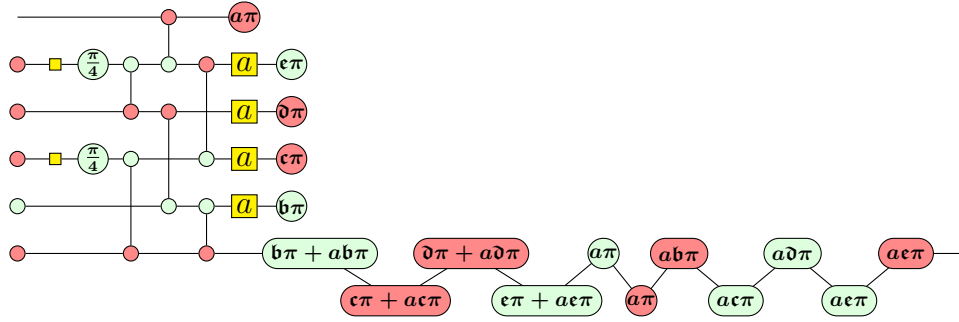 aπ
π/4 a 𝔢π
a 𝔡π
π/4 a 𝔠π
a 𝔟π
𝔟π + a𝔟π 𝔡π + a𝔡π aπ a𝔟π a𝔡π a𝔢π
𝔠π + a𝔠π 𝔢π + a𝔢π aπ a𝔠π a𝔢π